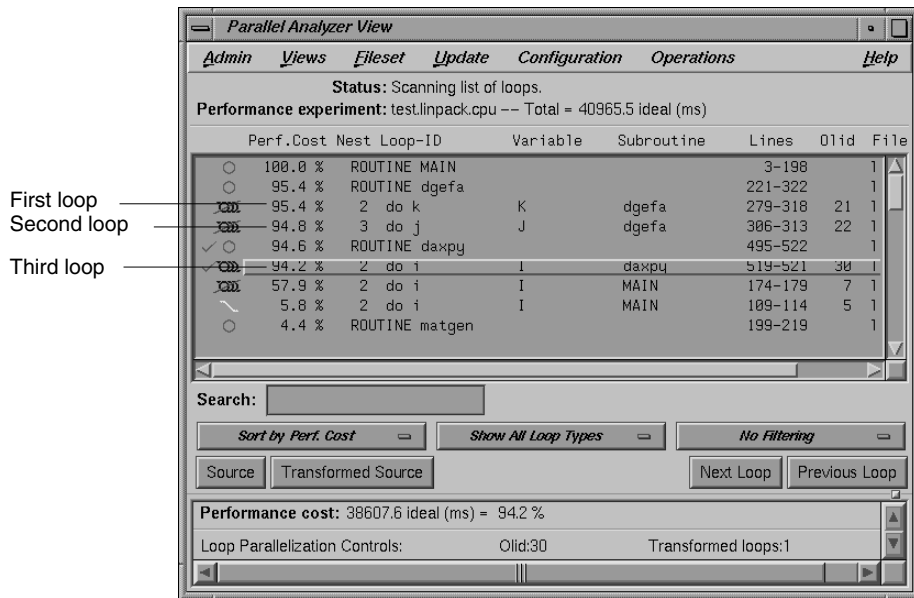 Parallel Analyzer View
Admin Views Fileset Update Configuration Operations Help
Status: Scanning list of loops.
Performance experiment: test.linpack.cpu -- Total = 40965.5 ideal (ms)
Perf.Cost Nest Loop-ID Variable Subroutine Lines Olid File
100.0 % ROUTINE MAIN 3-198 1
95.4 % ROUTINE dgefa 221-322 1
First loop 95.4 % 2 do k K dgefa 279-318 21 1
Second loop 94.8 % 3 do j J dgefa 306-313 22 1
94.6 % ROUTINE daxpy 495-522 1
Third loop 94.2 % 2 do i I daxpy 519-521 30 1
57.9 % 2 do i I MAIN 174-179 7 1
5.8 % 2 do i I MAIN 109-114 5 1
4.4 % ROUTINE matgen 199-219 1
Search:
Sort by Perf. Cost Show All Loop Types No Filtering
Source Transformed Source Next Loop Previous Loop
Performance cost: 38607.6 ideal (ms) = 94.2 %
Loop Parallelization Controls: Olid:30 Transformed loops:1